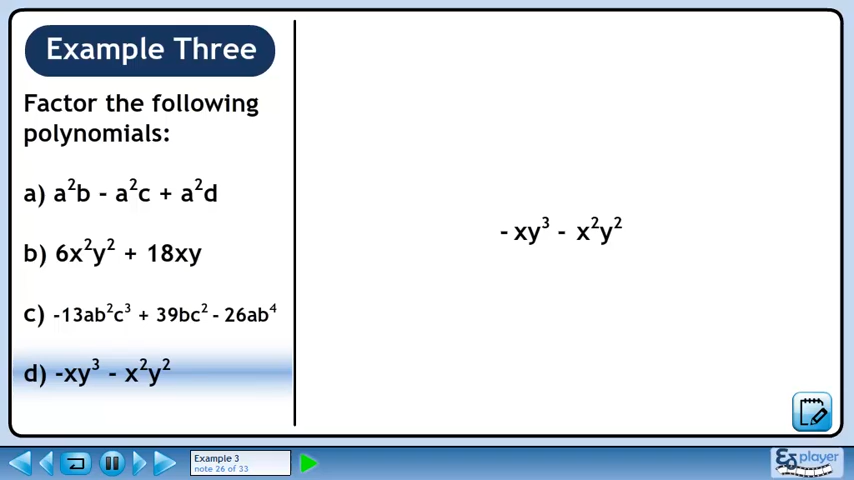 Example Three
Factor the following
polynomials:
a) a²b - a²c + a²d
b) 6x²y² + 18xy
c) -13ab²c³ + 39bc² - 26ab⁴
d) -xy³ - x²y²
- xy³ - x²y²
Example 3
note 26 of 33
player